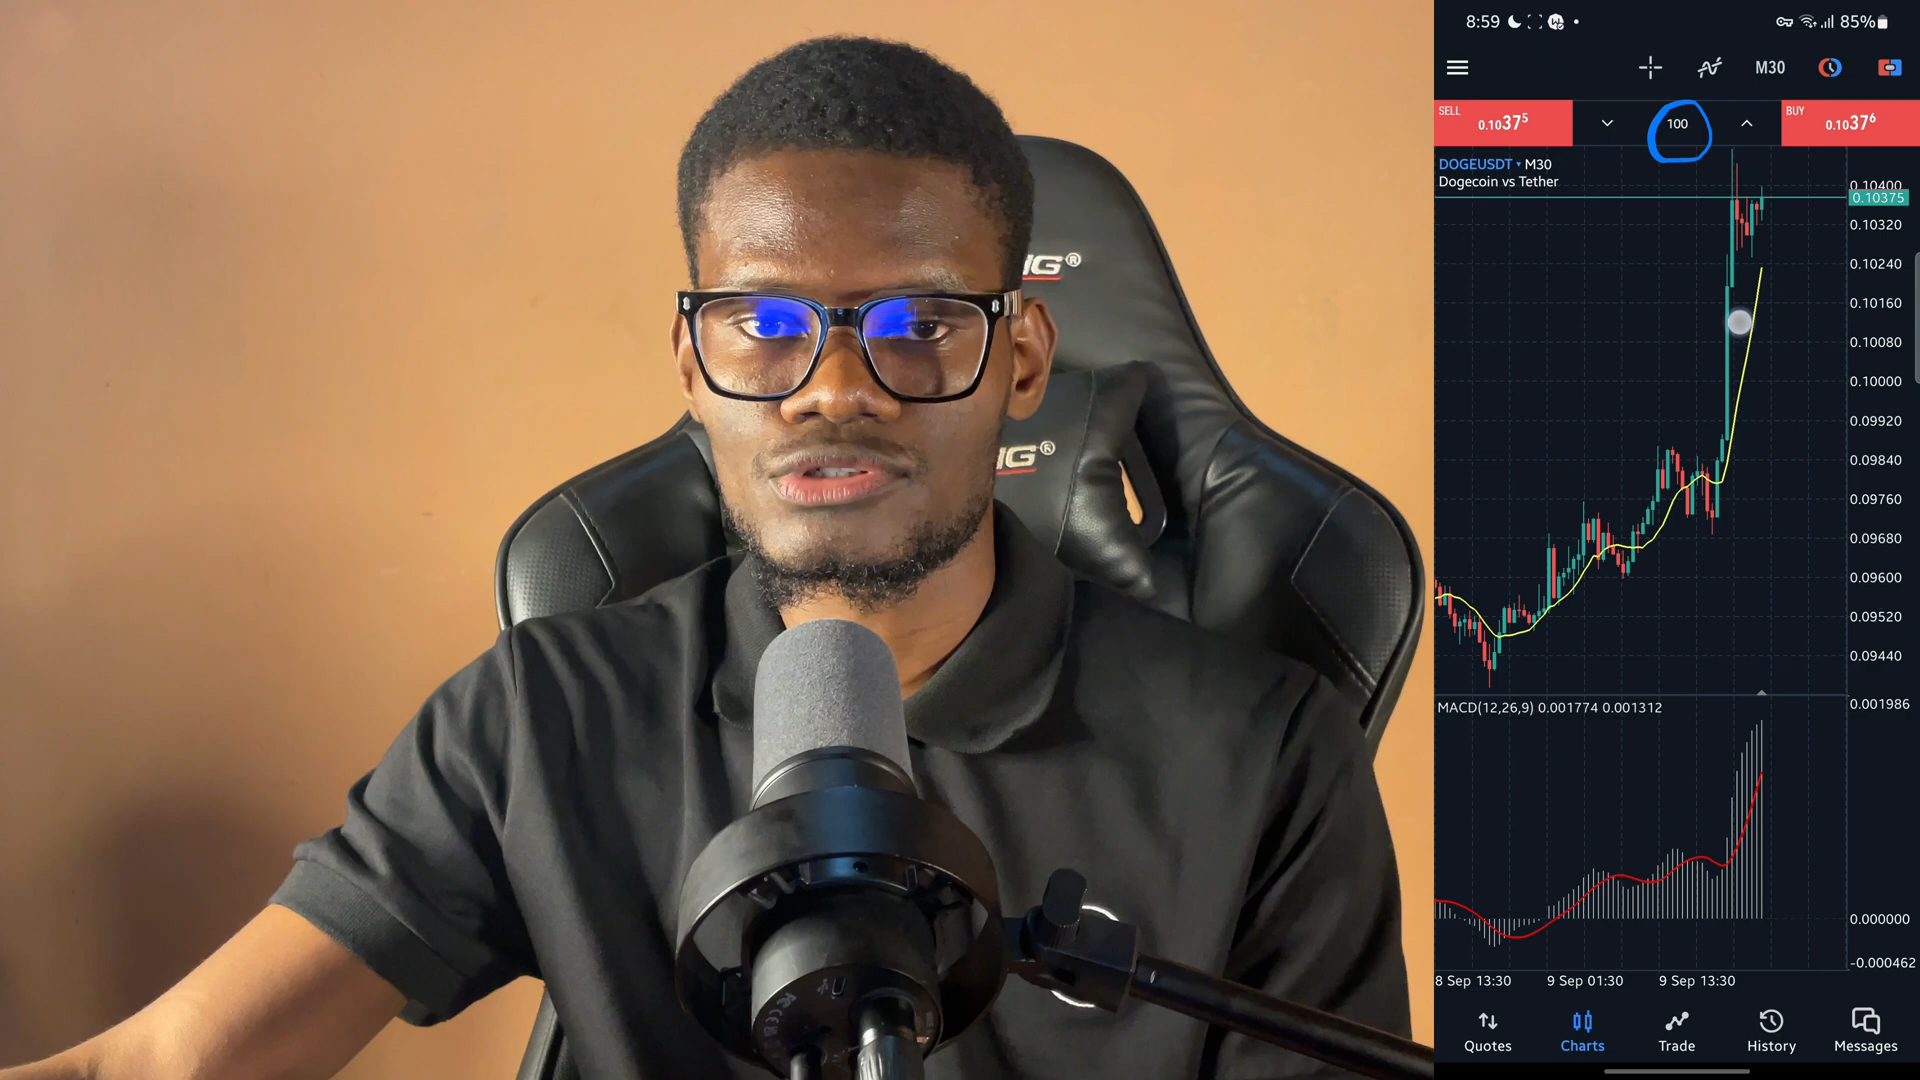 NG®
NG®
8:59
85%
M30
SELL
0.10375
100
BUY
0.10376
DOGEUSDT M30
Dogecoin vs Tether
0.10400
0.10375
0.10320
0.10240
0.10160
0.10080
0.10000
0.09920
0.09840
0.09760
0.09680
0.09600
0.09520
0.09440
MACD(12,26,9) 0.001774 0.001312
0.001986
0.000000
-0.000462
8 Sep 13:30
9 Sep 01:30
9 Sep 13:30
Quotes
Charts
Trade
History
Messages